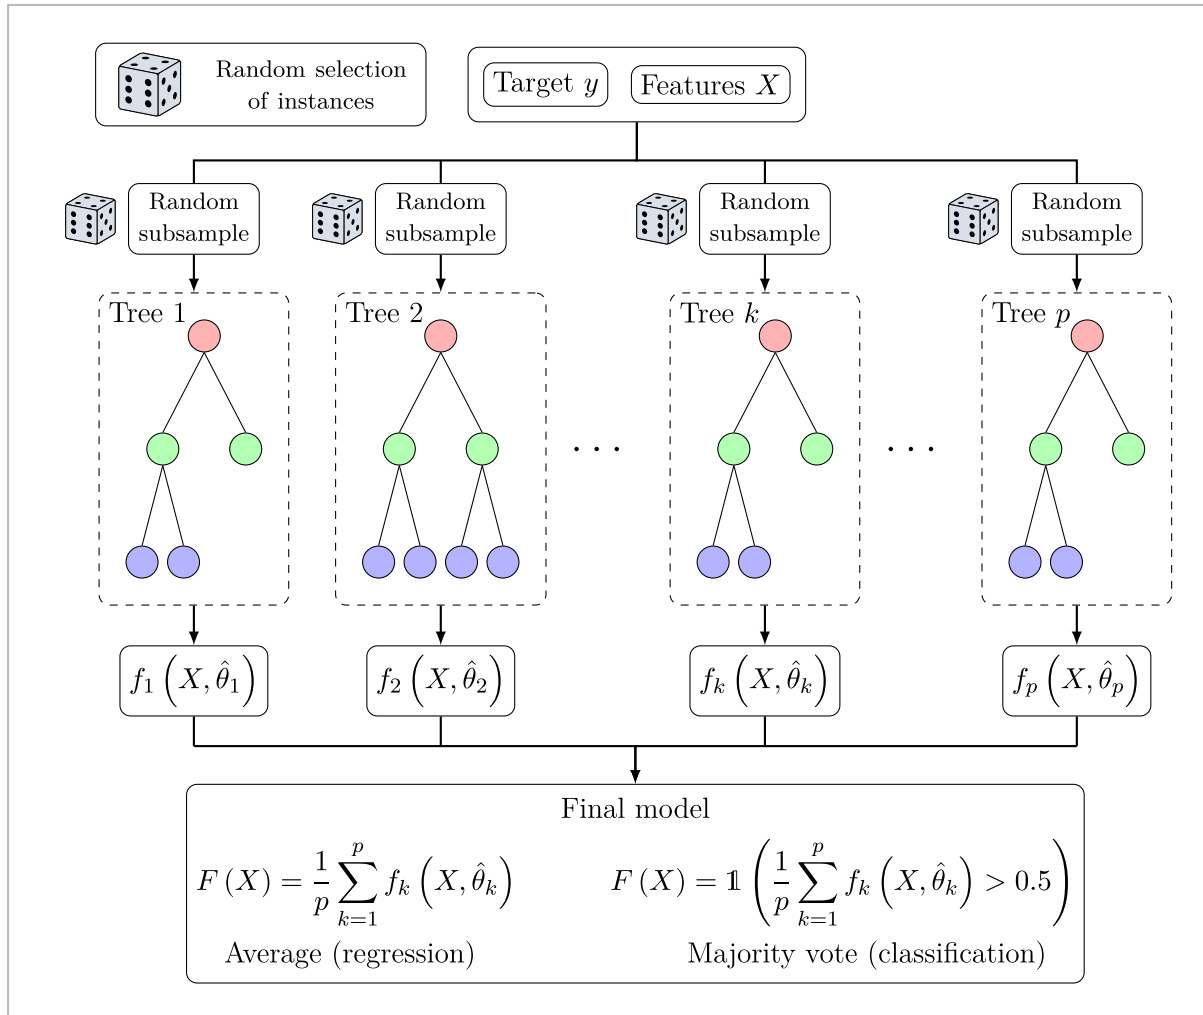 Random selection
of instances
Target y
Features X
Random
subsample
Random
subsample
Random
subsample
Random
subsample
Tree 1
Tree 2
Tree k
Tree p
· · ·
· · ·
f₁ (X, θ̂₁)
f₂ (X, θ̂₂)
fₖ (X, θ̂ₖ)
fₚ (X, θ̂ₚ)
Final model
F (X) = 1/p ∑ₖ₌₁ᵖ fₖ (X, θ̂ₖ)
F (X) = 𝟙 (1/p ∑ₖ₌₁ᵖ fₖ (X, θ̂ₖ) > 0.5)
Average (regression)
Majority vote (classification)